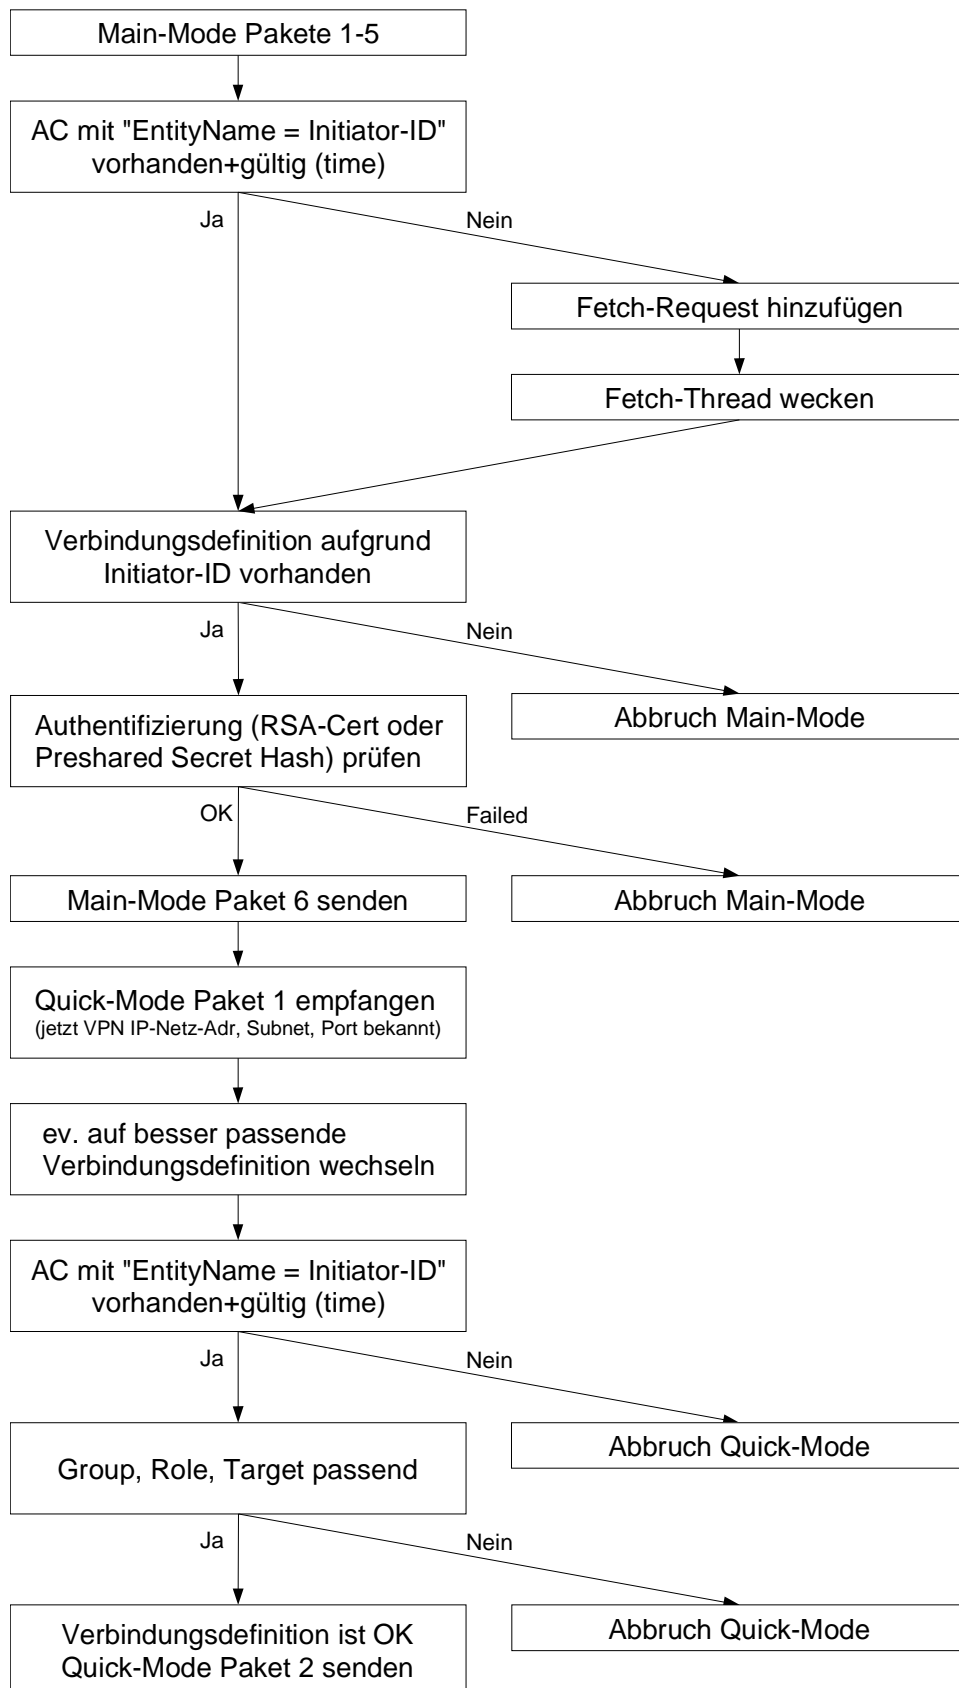 Main-Mode Pakete 1-5
AC mit "EntityName = Initiator-ID"
vorhanden+gültig (time)
Ja
Nein
Fetch-Request hinzufügen
Fetch-Thread wecken
Verbindungsdefinition aufgrund
Initiator-ID vorhanden
Ja
Nein
Abbruch Main-Mode
Authentifizierung (RSA-Cert oder
Preshared Secret Hash) prüfen
OK
Failed
Main-Mode Paket 6 senden
Abbruch Main-Mode
Quick-Mode Paket 1 empfangen
(jetzt VPN IP-Netz-Adr, Subnet, Port bekannt)
ev. auf besser passende
Verbindungsdefinition wechseln
AC mit "EntityName = Initiator-ID"
vorhanden+gültig (time)
Ja
Nein
Abbruch Quick-Mode
Group, Role, Target passend
Ja
Nein
Abbruch Quick-Mode
Verbindungsdefinition ist OK
Quick-Mode Paket 2 senden